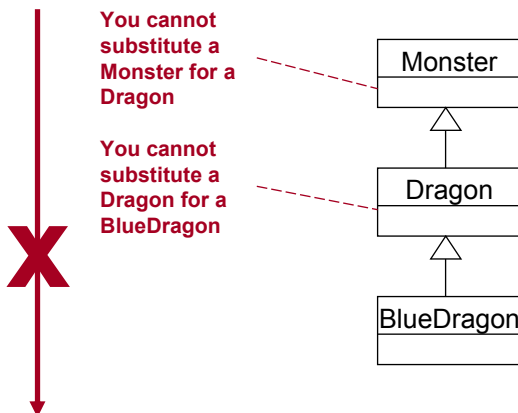 You cannot
substitute a
Monster for a
Dragon
Monster
You cannot
substitute a
Dragon for a
BlueDragon
Dragon
X
BlueDragon